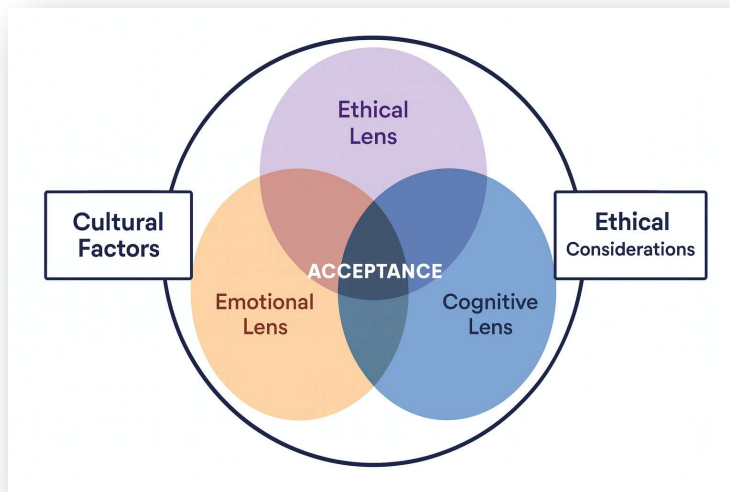 Ethical
Lens
Cultural
Factors
Ethical
Considerations
ACCEPTANCE
Emotional
Lens
Cognitive
Lens